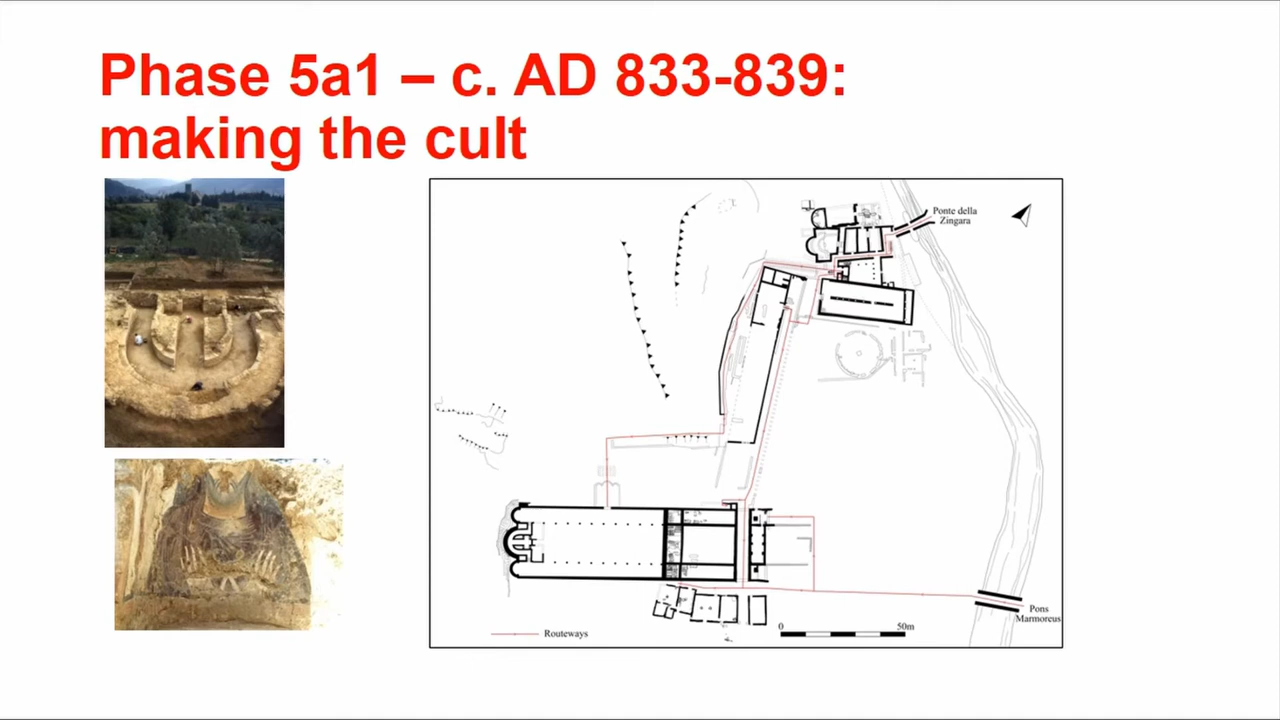 Phase 5a1 – c. AD 833-839:
making the cult
Ponte della
Zingara
Pons
Marmoreus
0
50m
Routeways